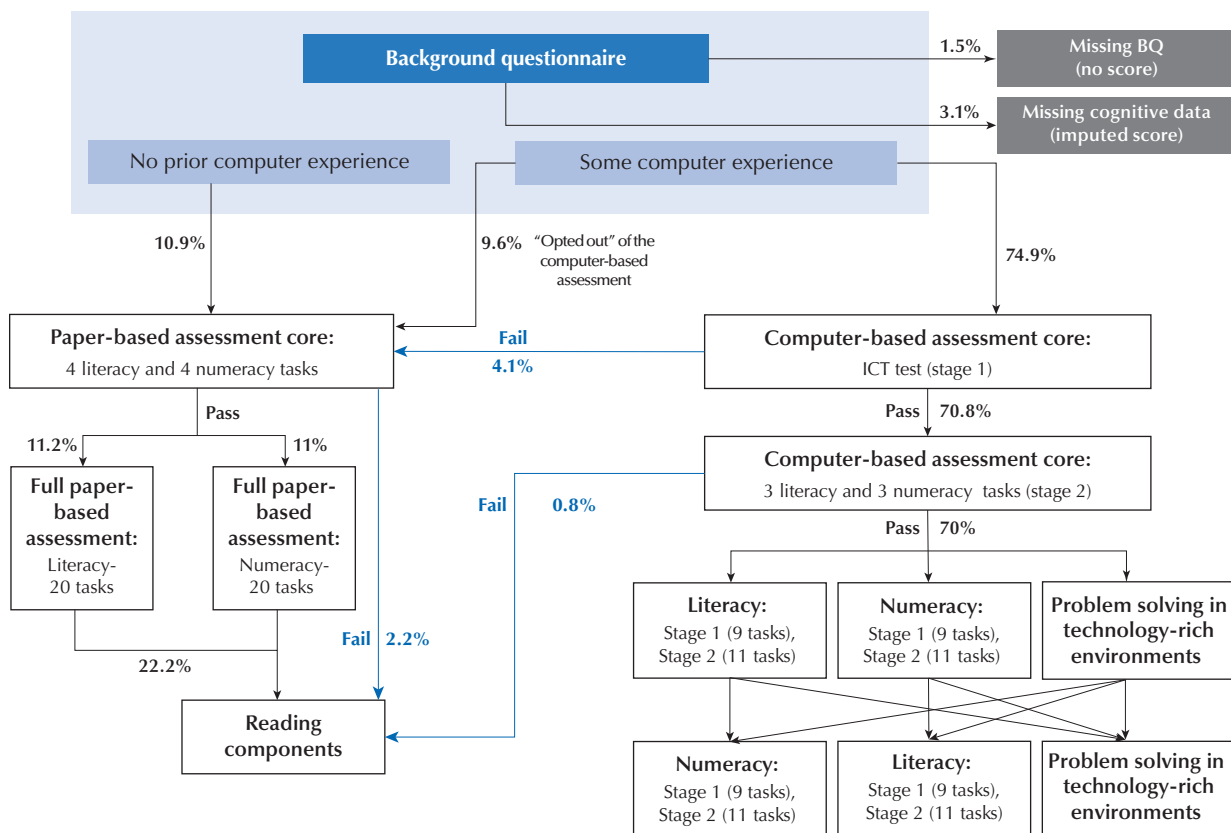 Background questionnaire
1.5%
Missing BQ
(no score)
3.1%
Missing cognitive data
(imputed score)
No prior computer experience
Some computer experience
10.9%
9.6%
“Opted out” of the
computer-based
assessment
74.9%
Paper-based assessment core:
4 literacy and 4 numeracy tasks
Fail
4.1%
Computer-based assessment core:
ICT test (stage 1)
Pass
11.2%
11%
Pass 70.8%
Full paper-
based
assessment:
Literacy-
20 tasks
Full paper-
based
assessment:
Numeracy-
20 tasks
Fail 0.8%
Computer-based assessment core:
3 literacy and 3 numeracy tasks (stage 2)
Pass 70%
Fail 2.2%
22.2%
Reading
components
Literacy:
Stage 1 (9 tasks),
Stage 2 (11 tasks)
Numeracy:
Stage 1 (9 tasks),
Stage 2 (11 tasks)
Problem solving in
technology-rich
environments
Numeracy:
Stage 1 (9 tasks),
Stage 2 (11 tasks)
Literacy:
Stage 1 (9 tasks),
Stage 2 (11 tasks)
Problem solving in
technology-rich
environments